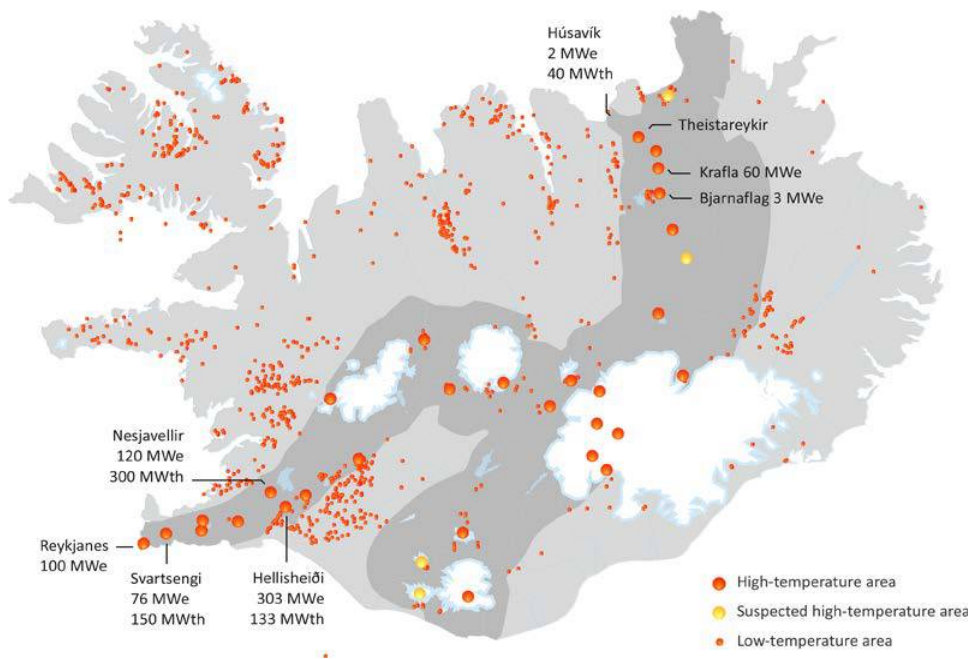 Húsavík
2 MWe
40 MWth
Theistareykir
Krafla 60 MWe
Bjarnaflag 3 MWe
Nesjavellir
120 MWe
300 MWth
Reykjanes
100 MWe
Svartsengi
76 MWe
150 MWth
Hellisheiði
303 MWe
133 MWth
High-temperature area
Suspected high-temperature area
Low-temperature area